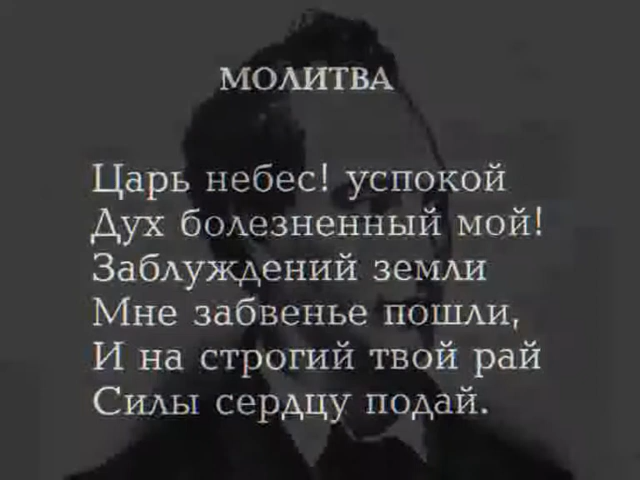 МОЛИТВА
Царь небес! успокой
Дух болезненный мой!
Заблуждений земли
Мне забвенье пошли,
И на строгий твой рай
Силы сердцу подай.